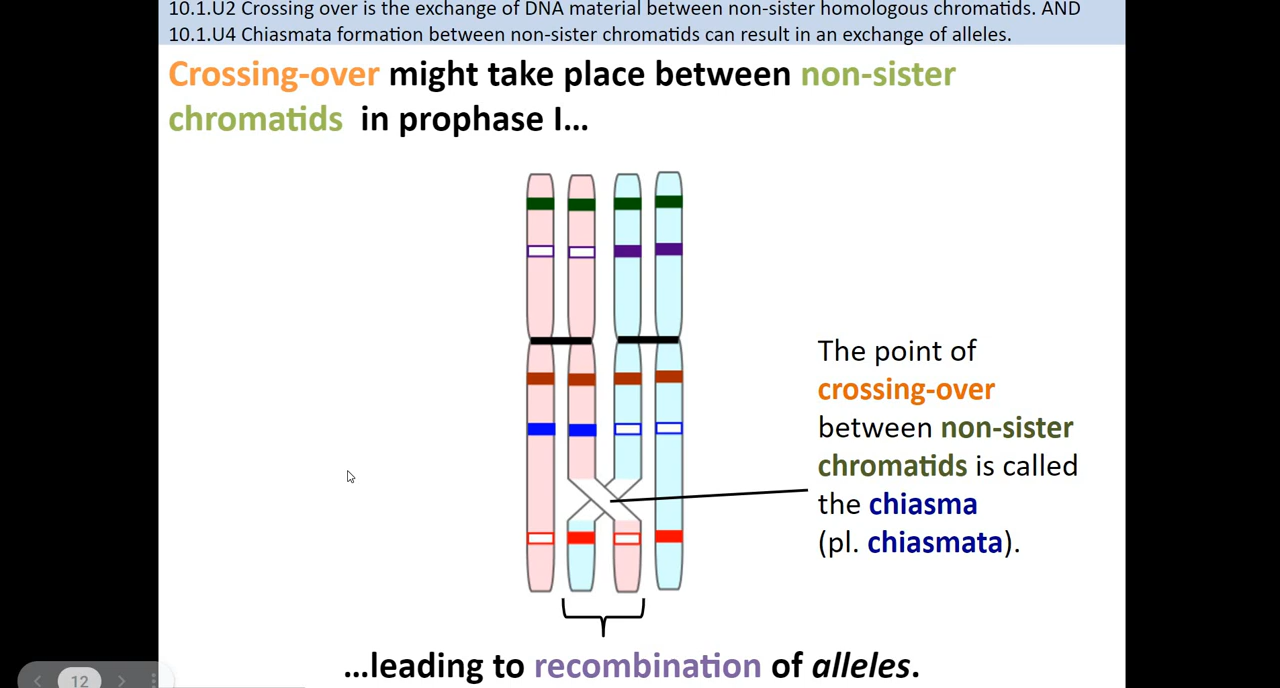 10.1.U2 Crossing over is the exchange of DNA material between non-sister homologous chromatids. AND
10.1.U4 Chiasmata formation between non-sister chromatids can result in an exchange of alleles.
Crossing-over might take place between non-sister
chromatids in prophase I...
The point of
crossing-over
between non-sister
chromatids is called
the chiasma
(pl. chiasmata).
...leading to recombination of alleles.
12